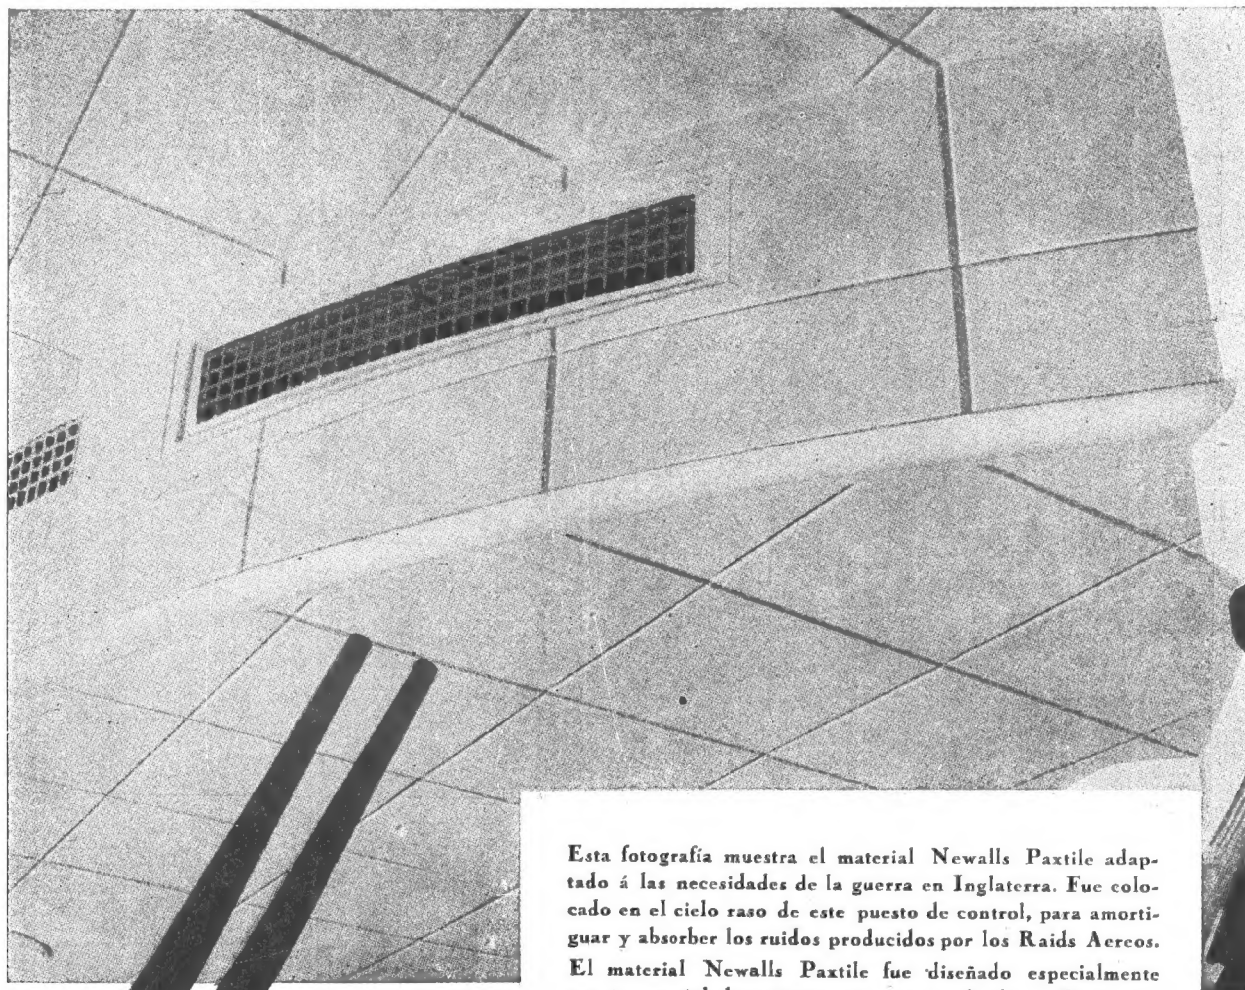 Esta fotografía muestra el material Newalls Paxtile adap-
tado á las necesidades de la guerra en Inglaterra. Fue colo-
cado en el cielo raso de este puesto de control, para amorti-
guar y absorber los ruidos producidos por los Raids Aereos.
El material Newalls Paxtile fue diseñado especialmente